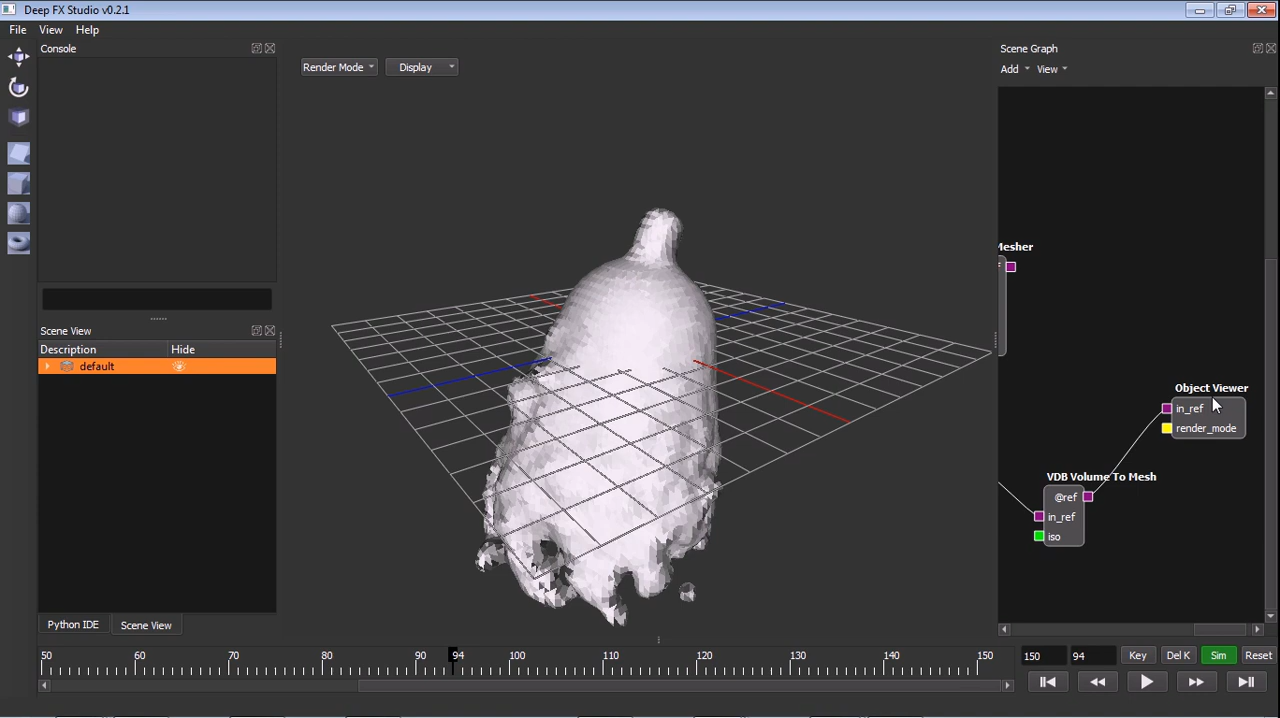 Deep FX Studio v0.2.1
File View Help
Console
Render Mode
Display
Scene Graph
Add View
Mesher
Object Viewer
in_ref
render_mode
VDB Volume To Mesh
@ref
in_ref
iso
Scene View
Description Hide
default
Python IDE Scene View
50 60 70 80 90 94 100 110 120 130 140 150
150 94 Key Del K Sim Reset